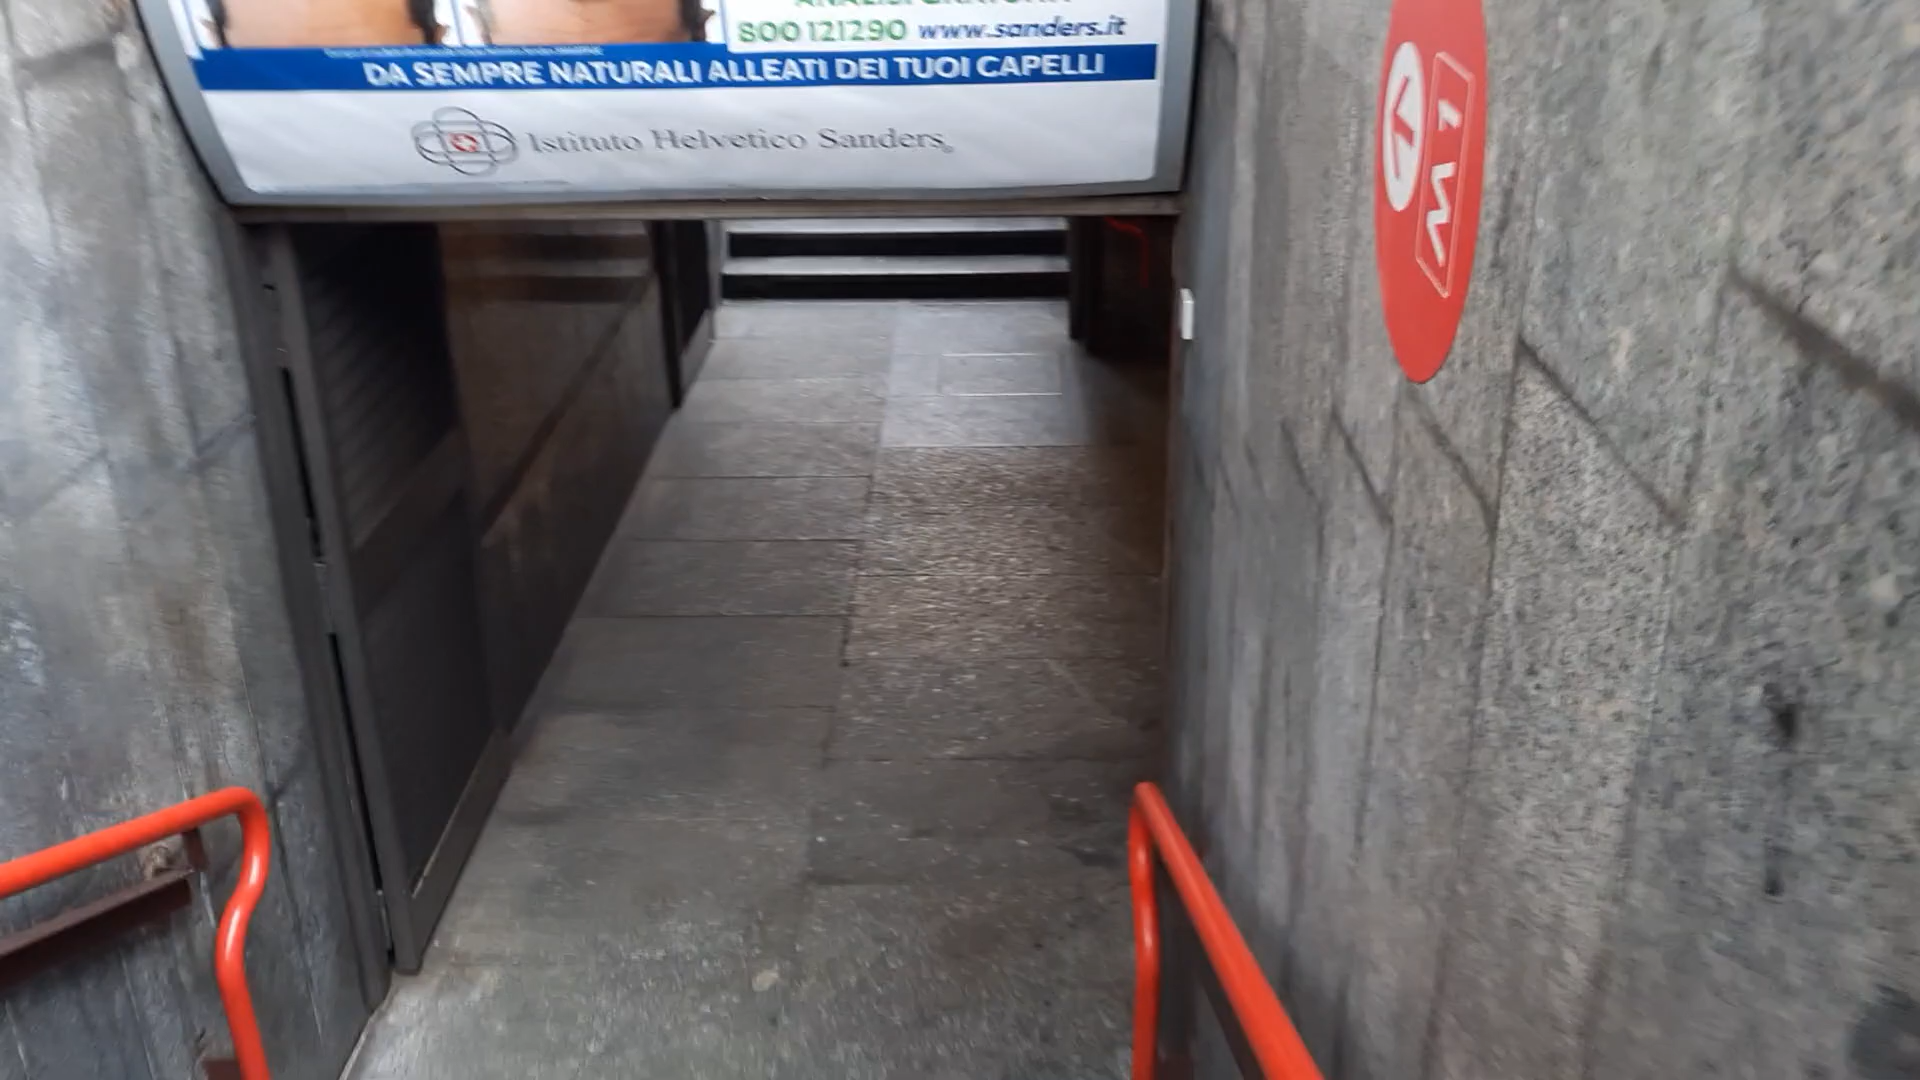 800 121290 www.sanders.it
DA SEMPRE NATURALI ALLEATI DEI TUOI CAPELLI
Istituto Helvetico Sanders
M1